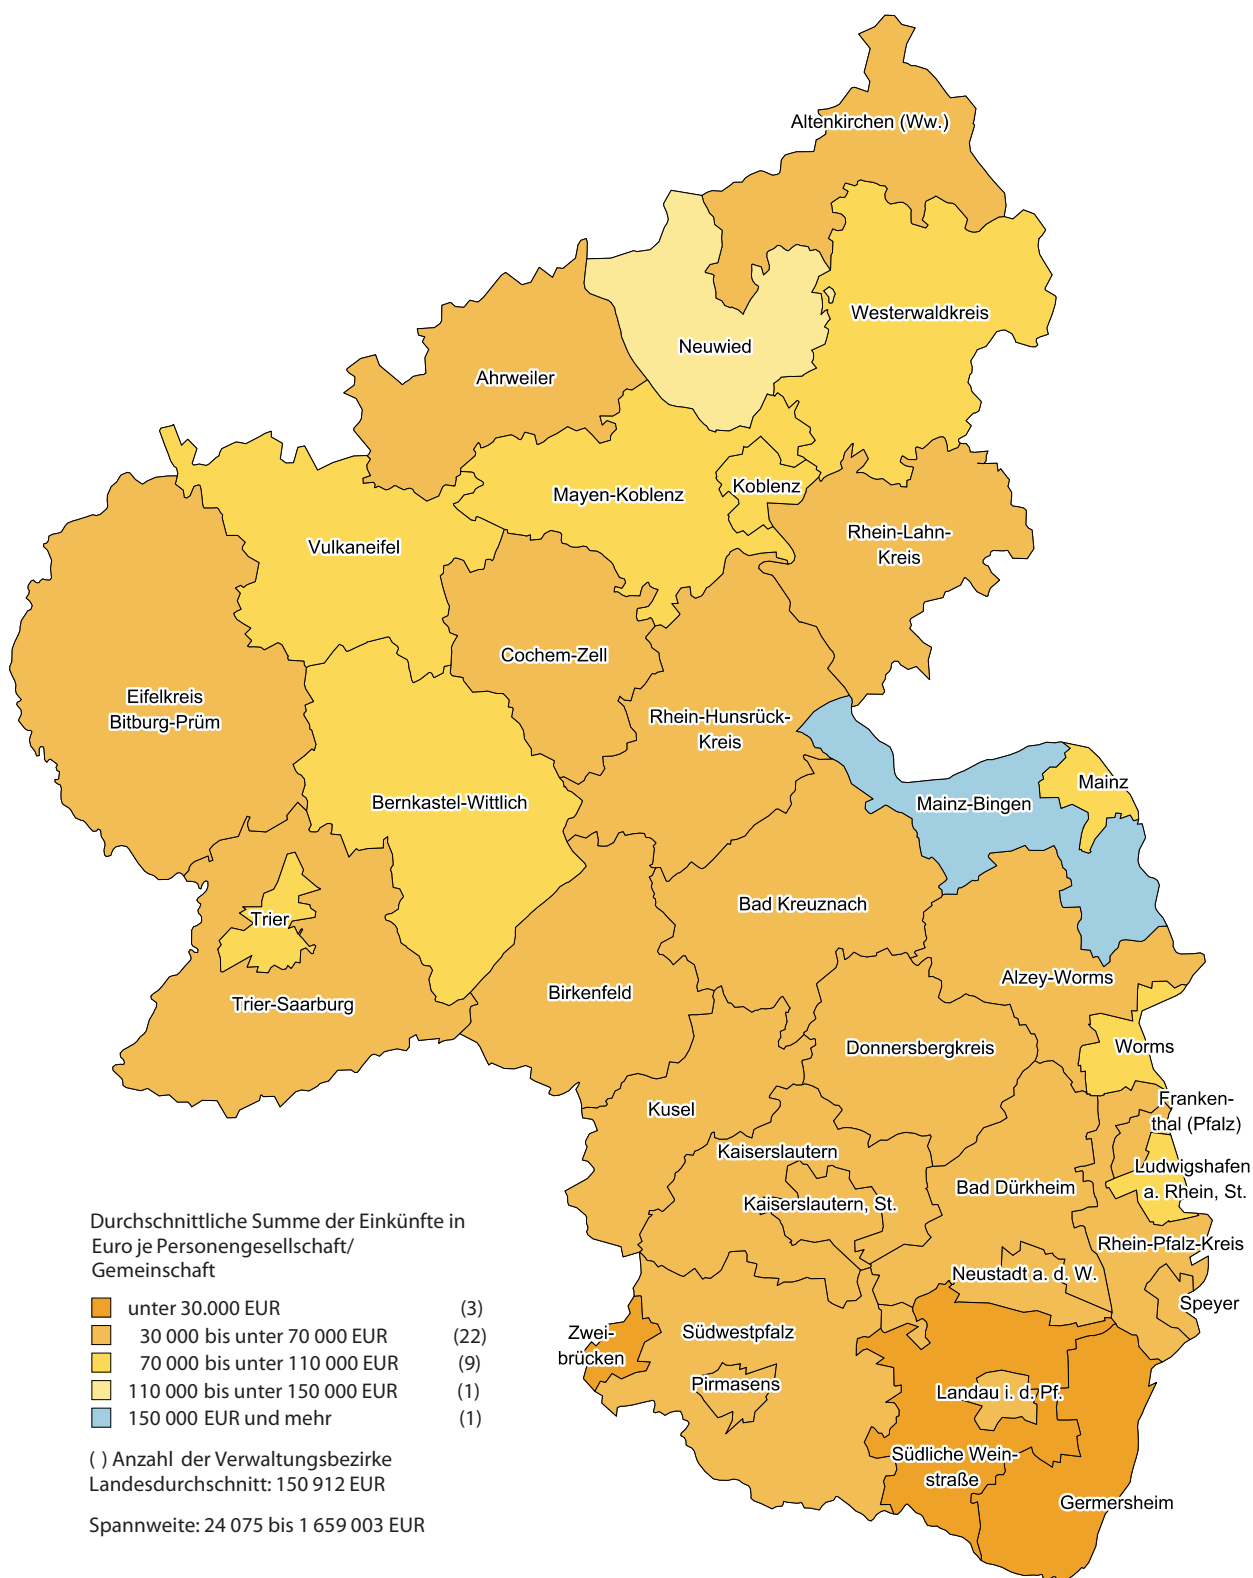 Altenkirchen (Ww.)
Westerwaldkreis
Neuwied
Ahrweiler
Mayen-Koblenz
Koblenz
Rhein-Lahn-
Kreis
Vulkaneifel
Cochem-Zell
Eifelkreis
Bitburg-Prüm
Rhein-Hunsrück-
Kreis
Mainz
Bernkastel-Wittlich
Mainz-Bingen
Bad Kreuznach
Trier
Alzey-Worms
Birkenfeld
Trier-Saarburg
Donnersbergkreis
Worms
Franken-
thal (Pfalz)
Kusel
Kaiserslautern
Ludwigshafen
a. Rhein, St.
Bad Dürkheim
Kaiserslautern, St.
Rhein-Pfalz-Kreis
Neustadt a. d. W.
Speyer
Zwei-
brücken
Südwestpfalz
Pirmasens
Landau i. d. Pf.
Südliche Wein-
straße
Germersheim
Durchschnittliche Summe der Einkünfte in
Euro je Personengesellschaft/
Gemeinschaft
unter 30.000 EUR (3)
30 000 bis unter 70 000 EUR (22)
70 000 bis unter 110 000 EUR (9)
110 000 bis unter 150 000 EUR (1)
150 000 EUR und mehr (1)
( ) Anzahl der Verwaltungsbezirke
Landesdurchschnitt: 150 912 EUR
Spannweite: 24 075 bis 1 659 003 EUR